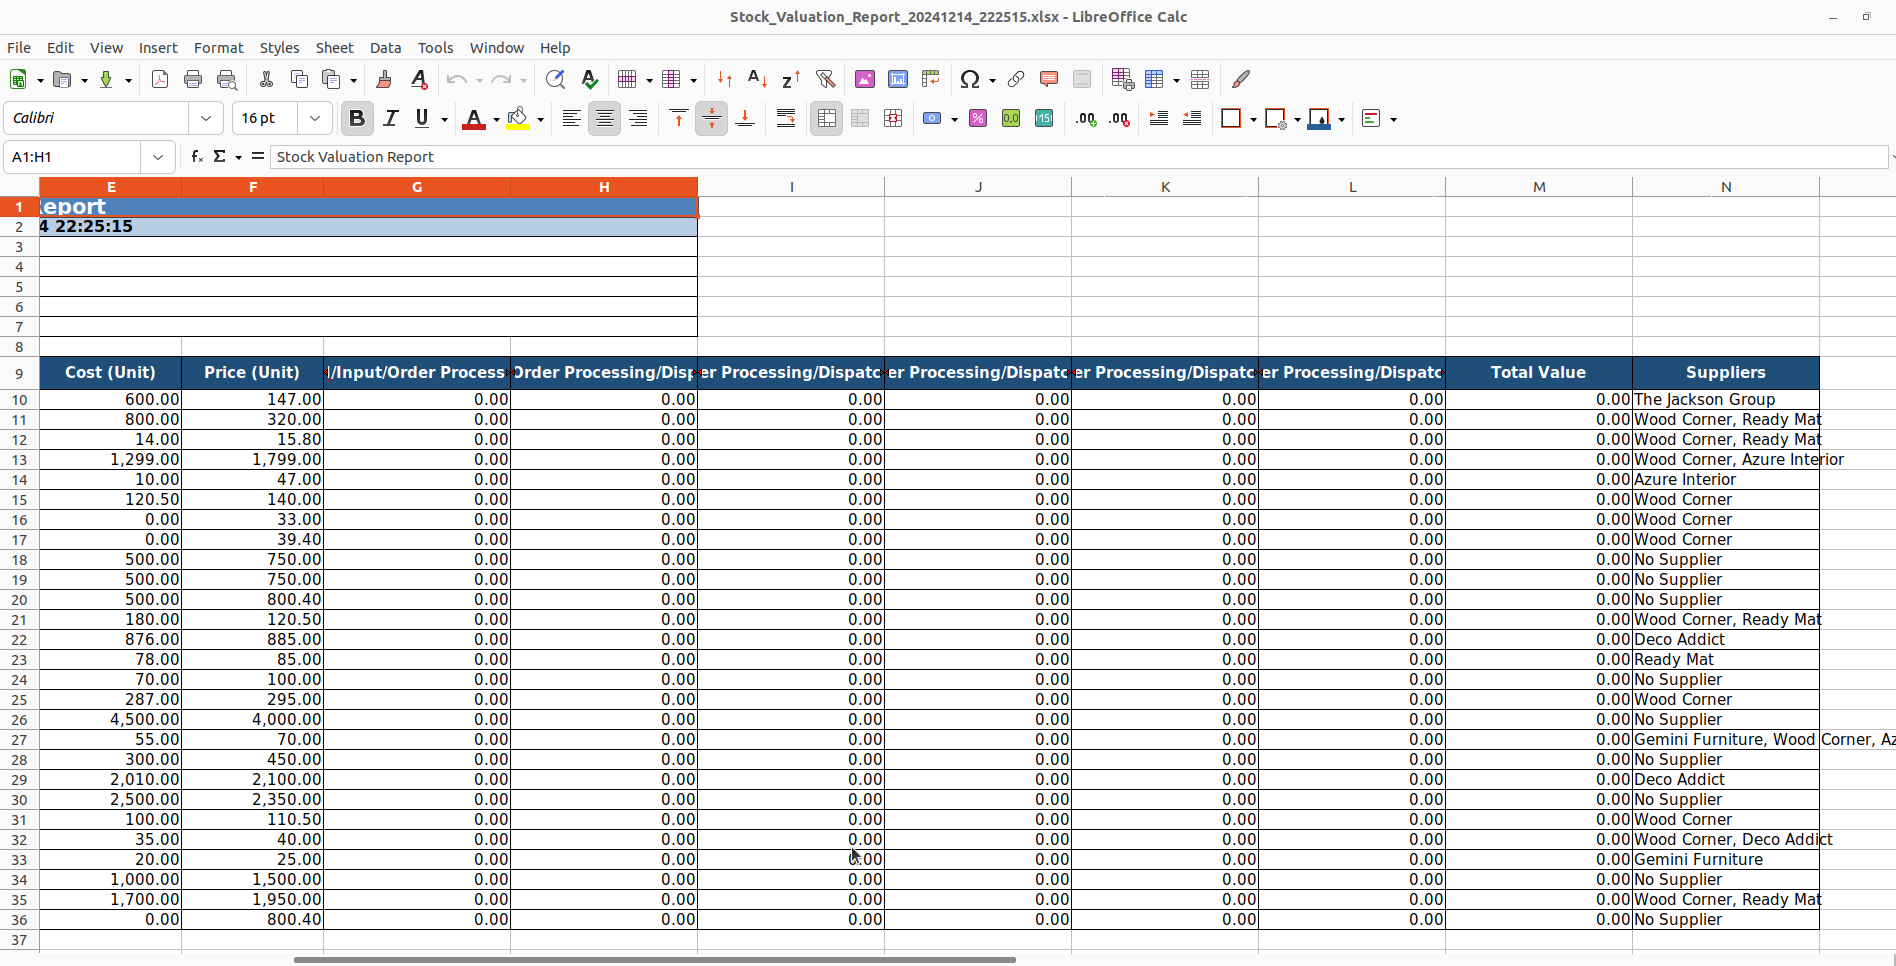 Stock_Valuation_Report_20241214_222515.xlsx - LibreOffice Calc
File Edit View Insert Format Styles Sheet Data Tools Window Help
Calibri 16 pt
A1:H1 Stock Valuation Report
E F G H I J K L M N
1 Report
2 4 22:25:15
3
4
5
6
7
8
9 Cost (Unit) Price (Unit) /Input/Order Process Order Processing/Disp er Processing/Dispatc er Processing/Dispatc er Processing/Dispatc er Processing/Dispatc Total Value Suppliers
10 600.00 147.00 0.00 0.00 0.00 0.00 0.00 0.00 0.00 The Jackson Group
11 800.00 320.00 0.00 0.00 0.00 0.00 0.00 0.00 0.00 Wood Corner, Ready Mat
12 14.00 15.80 0.00 0.00 0.00 0.00 0.00 0.00 0.00 Wood Corner, Ready Mat
13 1,299.00 1,799.00 0.00 0.00 0.00 0.00 0.00 0.00 0.00 Wood Corner, Azure Interior
14 10.00 47.00 0.00 0.00 0.00 0.00 0.00 0.00 0.00 Azure Interior
15 120.50 140.00 0.00 0.00 0.00 0.00 0.00 0.00 0.00 Wood Corner
16 0.00 33.00 0.00 0.00 0.00 0.00 0.00 0.00 0.00 Wood Corner
17 0.00 39.40 0.00 0.00 0.00 0.00 0.00 0.00 0.00 Wood Corner
18 500.00 750.00 0.00 0.00 0.00 0.00 0.00 0.00 0.00 No Supplier
19 500.00 750.00 0.00 0.00 0.00 0.00 0.00 0.00 0.00 No Supplier
20 500.00 800.40 0.00 0.00 0.00 0.00 0.00 0.00 0.00 No Supplier
21 180.00 120.50 0.00 0.00 0.00 0.00 0.00 0.00 0.00 Wood Corner, Ready Mat
22 876.00 885.00 0.00 0.00 0.00 0.00 0.00 0.00 0.00 Deco Addict
23 78.00 85.00 0.00 0.00 0.00 0.00 0.00 0.00 0.00 Ready Mat
24 70.00 100.00 0.00 0.00 0.00 0.00 0.00 0.00 0.00 No Supplier
25 287.00 295.00 0.00 0.00 0.00 0.00 0.00 0.00 0.00 Wood Corner
26 4,500.00 4,000.00 0.00 0.00 0.00 0.00 0.00 0.00 0.00 No Supplier
27 55.00 70.00 0.00 0.00 0.00 0.00 0.00 0.00 0.00 Gemini Furniture, Wood Corner, Az
28 300.00 450.00 0.00 0.00 0.00 0.00 0.00 0.00 0.00 No Supplier
29 2,010.00 2,100.00 0.00 0.00 0.00 0.00 0.00 0.00 0.00 Deco Addict
30 2,500.00 2,350.00 0.00 0.00 0.00 0.00 0.00 0.00 0.00 No Supplier
31 100.00 110.50 0.00 0.00 0.00 0.00 0.00 0.00 0.00 Wood Corner
32 35.00 40.00 0.00 0.00 0.00 0.00 0.00 0.00 0.00 Wood Corner, Deco Addict
33 20.00 25.00 0.00 0.00 0.00 0.00 0.00 0.00 0.00 Gemini Furniture
34 1,000.00 1,500.00 0.00 0.00 0.00 0.00 0.00 0.00 0.00 No Supplier
35 1,700.00 1,950.00 0.00 0.00 0.00 0.00 0.00 0.00 0.00 Wood Corner, Ready Mat
36 0.00 800.40 0.00 0.00 0.00 0.00 0.00 0.00 0.00 No Supplier
37